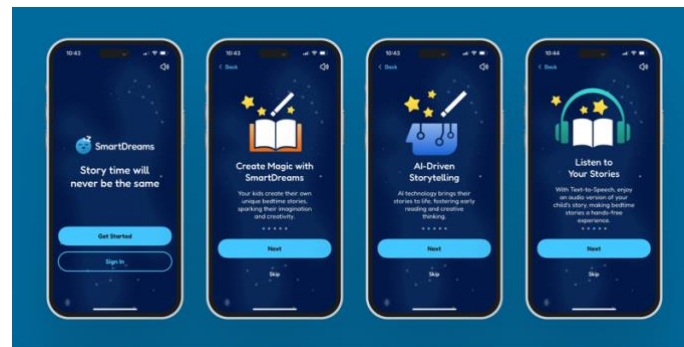 10:43
SmartDreams
Story time will
never be the same
Get Started
Sign In
10:43
Back
Create Magic with
SmartDreams
Your kids create their own
unique bedtime stories,
sparking their imagination
and creativity.
Next
Skip
10:43
Back
AI-Driven
Storytelling
AI technology brings their
stories to life, fostering early
reading and creative
thinking.
Next
Skip
10:44
Back
Listen to
Your Stories
With Text-to-Speech, enjoy
an audio version of your
child's story, making bedtime
stories a hands-free
experience.
Next
Skip